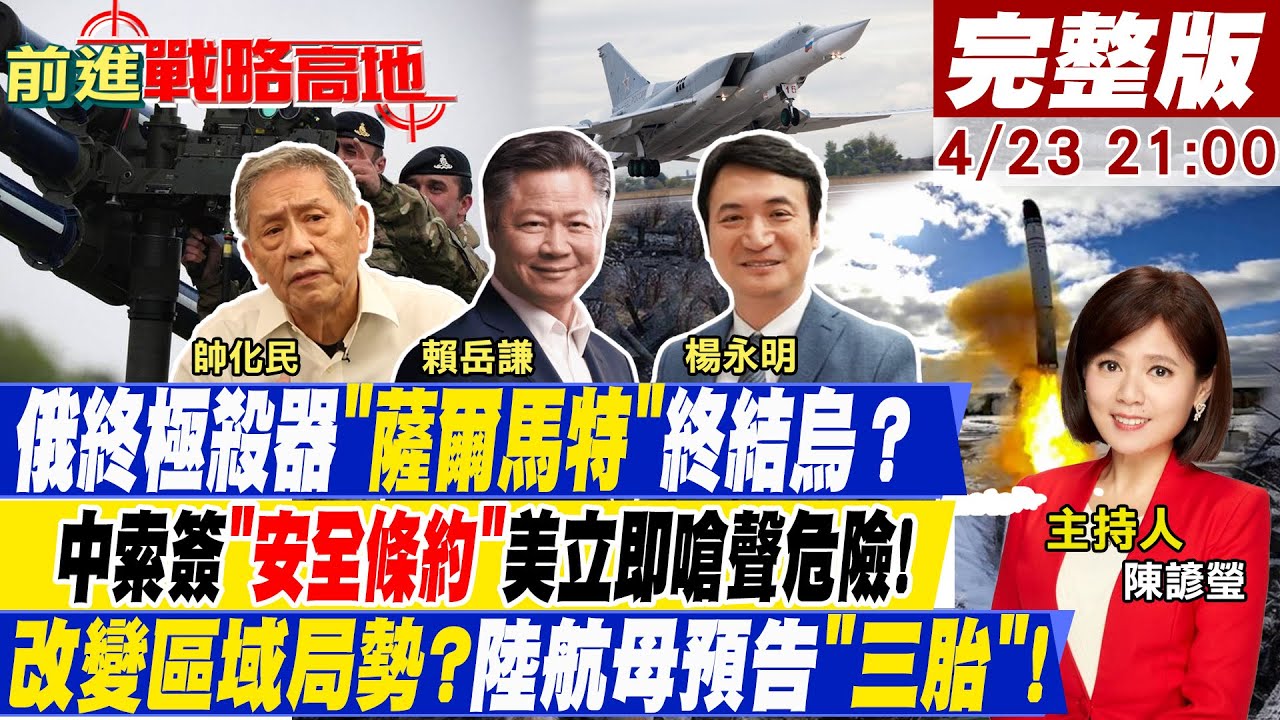 前進戰略高地
完整版
4/23 21:00
帥化民
賴岳謙
楊永明
俄終極殺器"薩爾馬特"終結烏？
中索簽"安全條約"美立即嗆聲危險!
改變區域局勢?陸航母預告"三胎"!
主持人
陳諺瑩